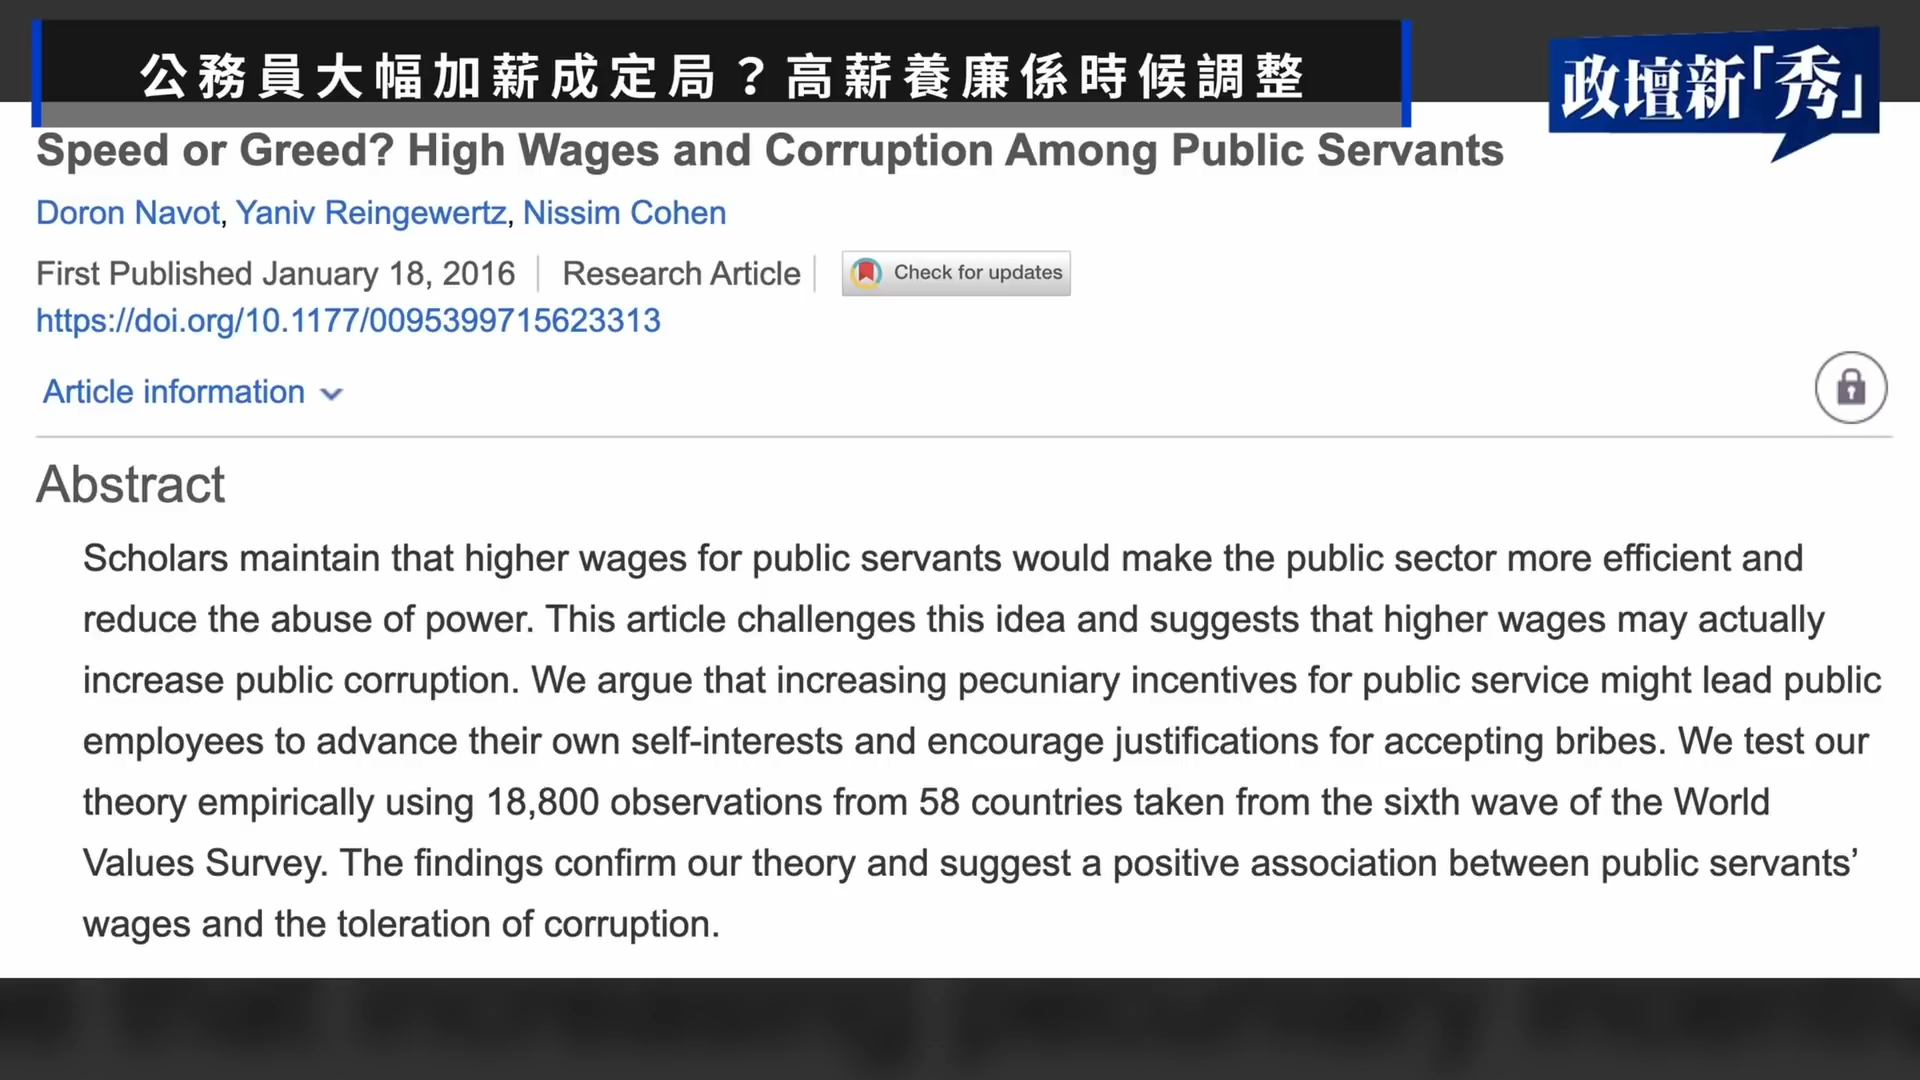 公務員大幅加薪成定局？高薪養廉係時候調整
政壇新「秀」
Speed or Greed? High Wages and Corruption Among Public Servants
Doron Navot, Yaniv Reingewertz, Nissim Cohen
First Published January 18, 2016 | Research Article | Check for updates
https://doi.org/10.1177/0095399715623313
Article information
Abstract
Scholars maintain that higher wages for public servants would make the public sector more efficient and
reduce the abuse of power. This article challenges this idea and suggests that higher wages may actually
increase public corruption. We argue that increasing pecuniary incentives for public service might lead public
employees to advance their own self-interests and encourage justifications for accepting bribes. We test our
theory empirically using 18,800 observations from 58 countries taken from the sixth wave of the World
Values Survey. The findings confirm our theory and suggest a positive association between public servants’
wages and the toleration of corruption.